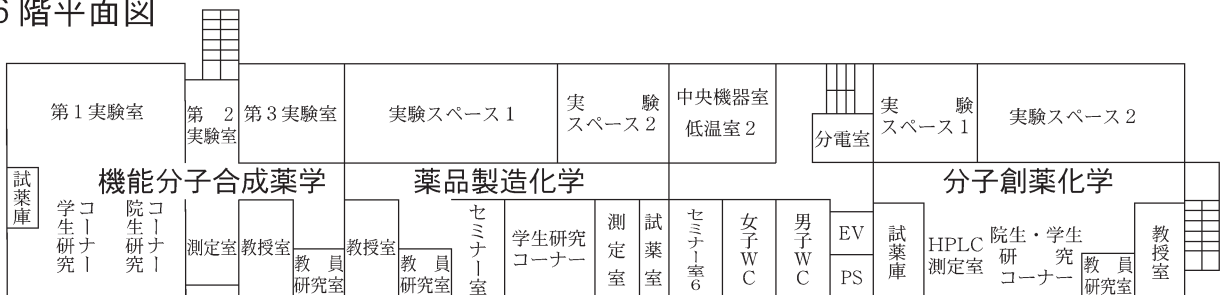 6階平面図
第1実験室
第 2
実験室
第3実験室
実験スペース1
実 験
スペース2
中央機器室
低温室2
分電室
実 験
スペース1
実験スペース2
試薬庫
機能分子合成薬学
薬品製造化学
分子創薬化学
学生研究
コーナー
院生研究
コーナー
測定室
教授室
教 員
研究室
教授室
教 員
研究室
セミナー室
学生研究
コーナー
測定室
試薬室
セミナー室6
女子WC
男子WC
EV
PS
試薬庫
HPLC
測定室
院生・学生
研 究
コーナー
教 員
研究室
教授室